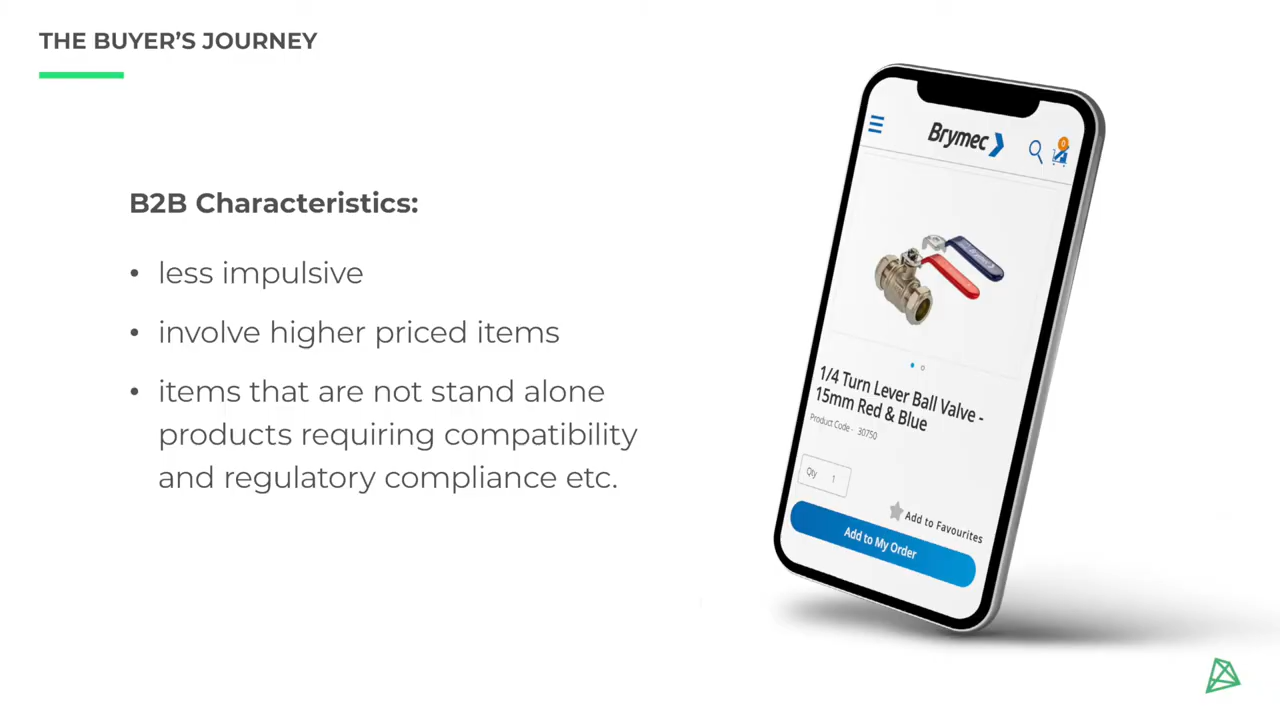 THE BUYER’S JOURNEY
B2B Characteristics:
• less impulsive
• involve higher priced items
• items that are not stand alone
products requiring compatibility
and regulatory compliance etc.
Brymec
0
1/4 Turn Lever Ball Valve -
15mm Red & Blue
Product Code - 30750
Qty 1
Add to Favourites
Add to My Order